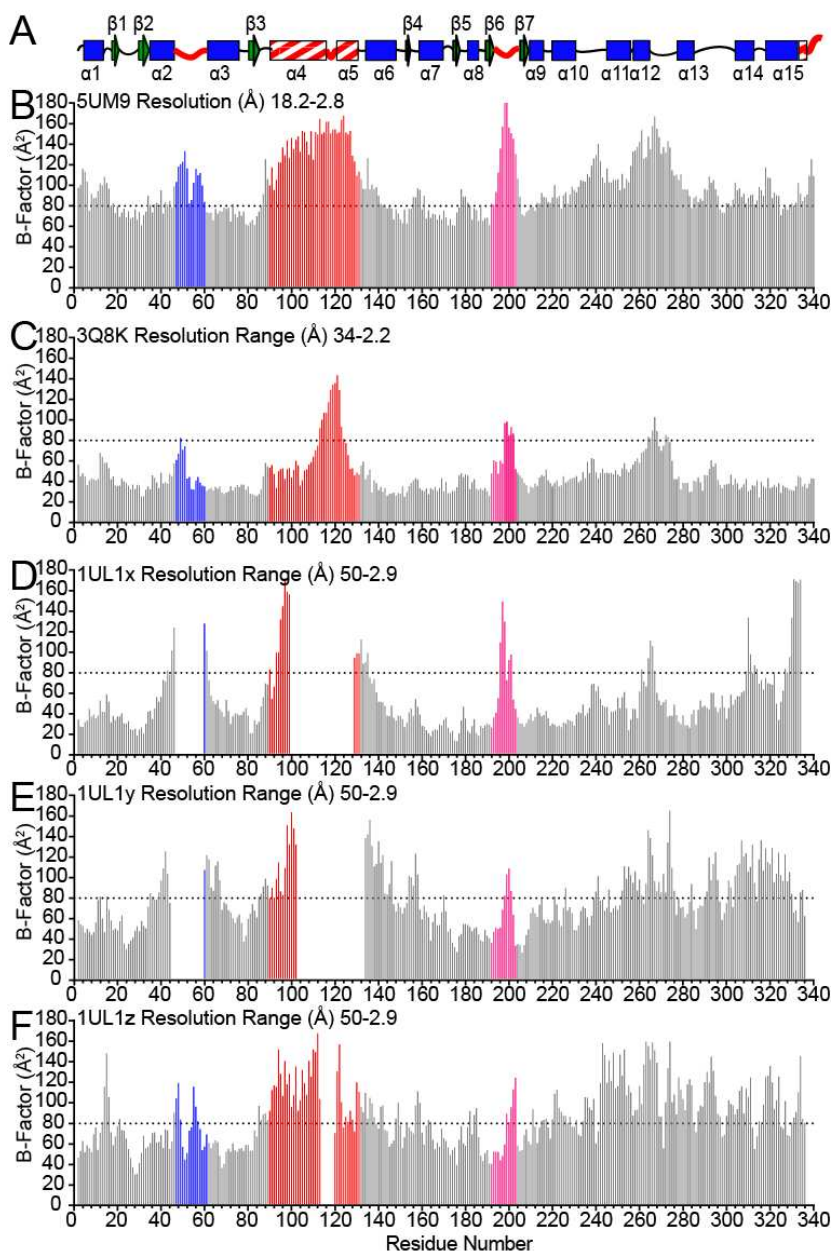 A
β1 β2 β3 β4 β5 β6 β7
α1 α2 α3 α4 α5 α6 α7 α8 α9 α10 α11 α12 α13 α14 α15
B
5UM9 Resolution (Å) 18.2-2.8
B-Factor (Å²)
180
160
140
120
100
80
60
40
20
0
0 20 40 60 80 100 120 140 160 180 200 220 240 260 280 300 320 340
C
3Q8K Resolution Range (Å) 34-2.2
B-Factor (Å²)
180
160
140
120
100
80
60
40
20
0
0 20 40 60 80 100 120 140 160 180 200 220 240 260 280 300 320 340
D
1UL1x Resolution Range (Å) 50-2.9
B-Factor (Å²)
180
160
140
120
100
80
60
40
20
0
0 20 40 60 80 100 120 140 160 180 200 220 240 260 280 300 320 340
E
1UL1y Resolution Range (Å) 50-2.9
B-Factor (Å²)
180
160
140
120
100
80
60
40
20
0
0 20 40 60 80 100 120 140 160 180 200 220 240 260 280 300 320 340
F
1UL1z Resolution Range (Å) 50-2.9
B-Factor (Å²)
180
160
140
120
100
80
60
40
20
0
0 20 40 60 80 100 120 140 160 180 200 220 240 260 280 300 320 340
Residue Number